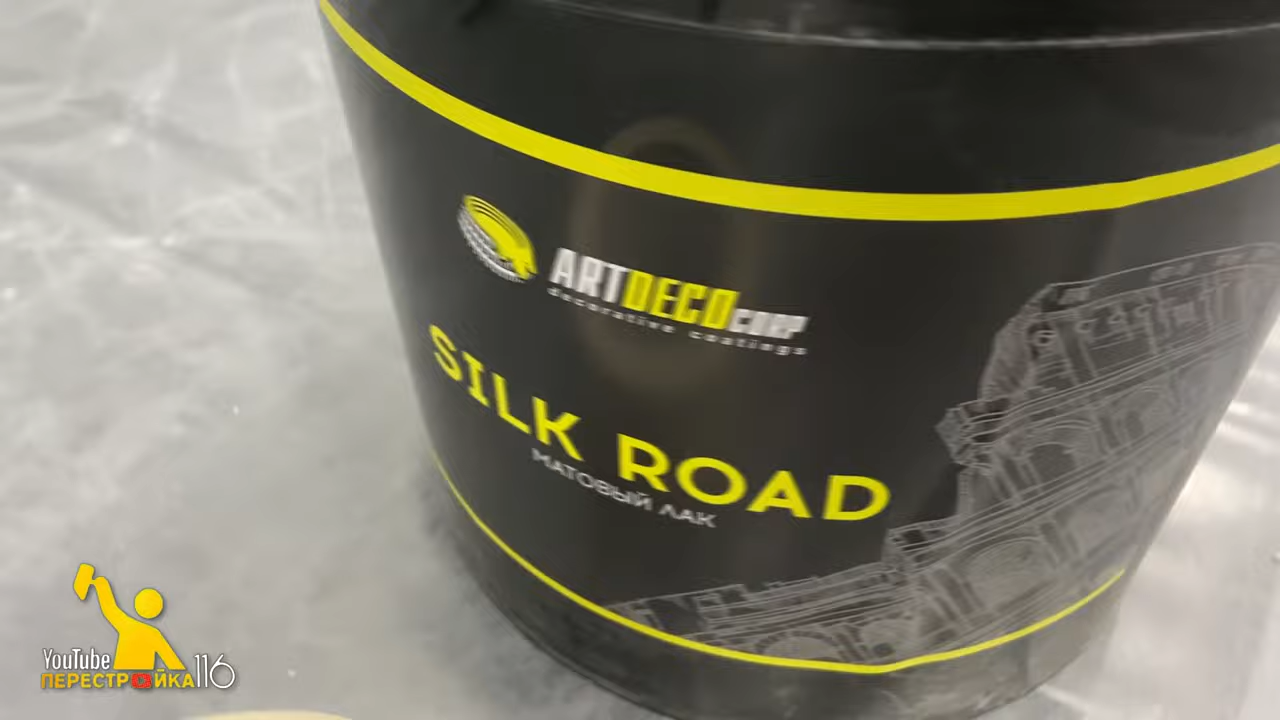 ARTDECOCORP
decorative coatings
SILK ROAD
МАТОВЫЙ ЛАК
YouTube
ПЕРЕСТРОЙКА116